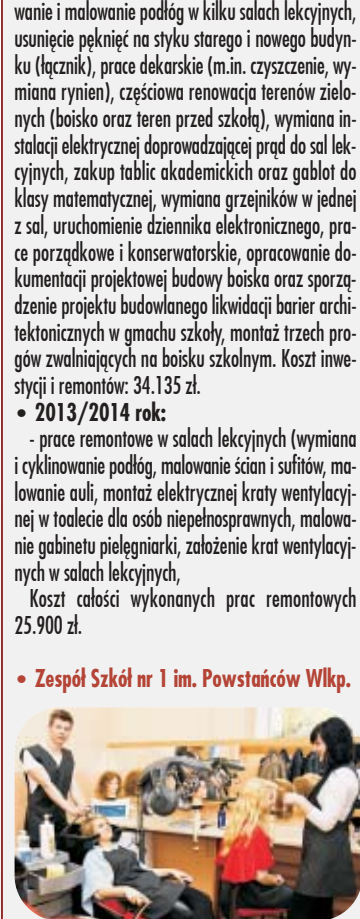 wanie i malowanie podłóg w kilku salach lekcyjnych,
usunięcie pęknięć na styku starego i nowego budyn-
ku (łącznik), prace dekarskie (m.in. czyszczenie, wy-
miana rynien), częściowa renowacja terenów zielo-
nych (boisko oraz teren przed szkołą), wymiana in-
stalacji elektrycznej doprowadzającej prąd do sal lek-
cyjnych, zakup tablic akademickich oraz gablot do
klasy matematycznej, wymiana grzejników w jednej
z sal, uruchomienie dziennika elektronicznego, pra-
ce porządkowe i konserwatorskie, opracowanie do-
kumentacji projektowej budowy boiska oraz sporzą-
dzenie projektu budowlanego likwidacji barier archi-
tektonicznych w gmachu szkoły, montaż trzech pro-
gów zwalniających na boisku szkolnym. Koszt inwe-
stycji i remontów: 34.135 zł.
• 2013/2014 rok:
- prace remontowe w salach lekcyjnych (wymiana
i cyklinowanie podłóg, malowanie ścian i sufitów, ma-
lowanie auli, montaż elektrycznej kraty wentylacyj-
nej w toalecie dla osób niepełnosprawnych, malowa-
nie gabinetu pielęgniarki, założenie krat wentylacyj-
nych w salach lekcyjnych,
Koszt całości wykonanych prac remontowych
25.900 zł.
• Zespół Szkół nr 1 im. Powstańców Wlkp.